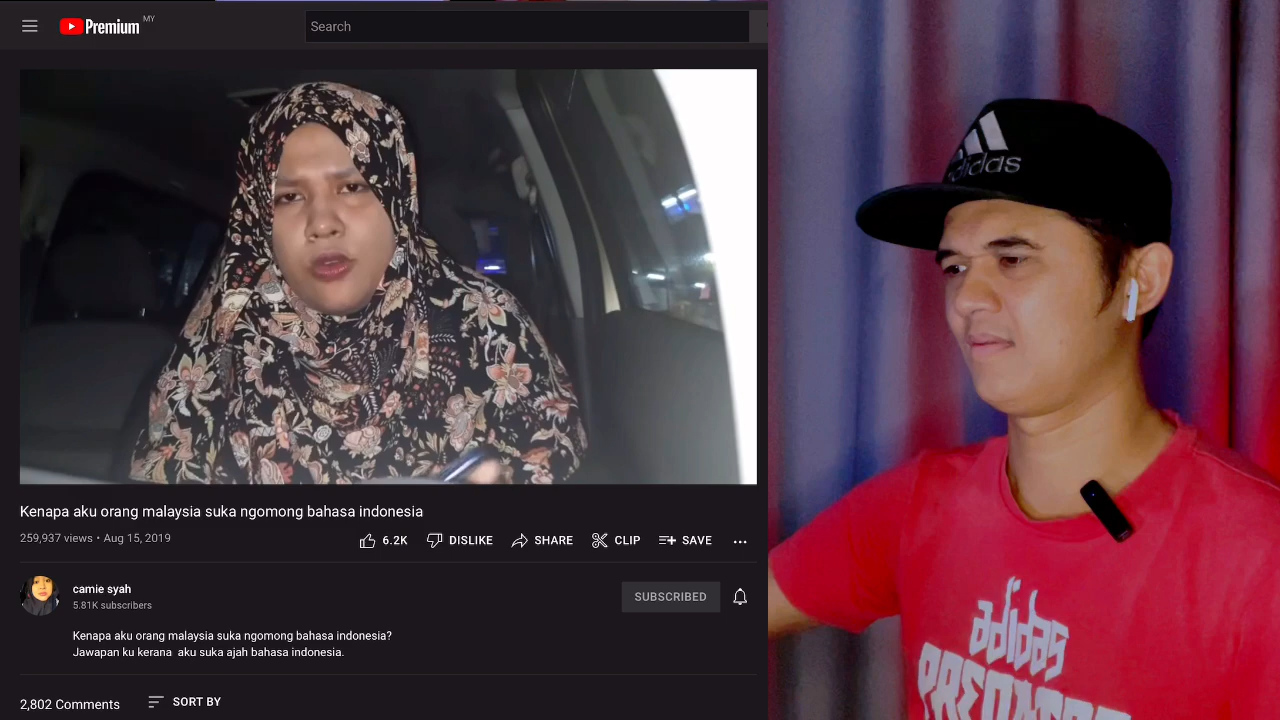 Premium MY
Search
Kenapa aku orang malaysia suka ngomong bahasa indonesia
259,937 views • Aug 15, 2019
6.2K DISLIKE SHARE CLIP SAVE
camie syah
5.81K subscribers
SUBSCRIBED
Kenapa aku orang malaysia suka ngomong bahasa indonesia?
Jawapan ku kerana aku suka ajah bahasa indonesia.
2,802 Comments SORT BY
adidas
adidas
PREDATOR